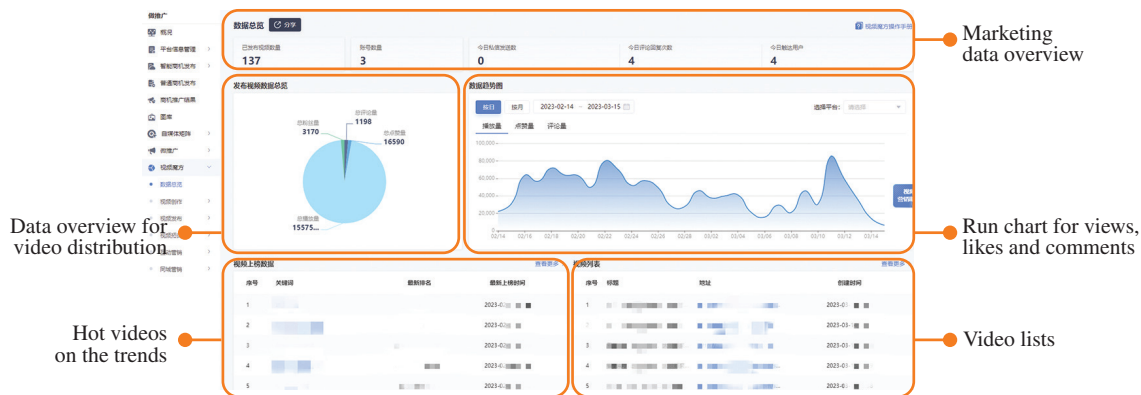 微推广
概况
平台信息管理
智能商机发布
普通商机发布
商机推广结果
图库
自媒体矩阵
微推广
视频魔方
数据总览
视频创作
视频发布
网域营销
数据总览
分享
视频魔方操作手册
已发布视频数量
137
账号数量
3
今日私信发送数
0
今日评论回复次数
4
今日触达用户
4
Marketing
data overview
发布视频数据总览
总粉丝量
3170
总评论量
1198
总点赞量
16590
总播放量
15575...
Data overview for
video distribution
数据趋势图
按日
按月
2023-02-14 ~ 2023-03-15
选择平台:
请选择
播放量
点赞量
评论量
100,000
80,000
60,000
40,000
20,000
0
02/14 02/16 02/18 02/20 02/22 02/24 02/26 02/28 03/02 03/04 03/06 03/08 03/10 03/12 03/14
Run chart for views,
likes and comments
视频上榜数据
查看更多
序号 关键词 最新排名 最新上榜时间
1
2
3
4
5
Hot videos
on the trends
视频列表
查看更多
序号 标题 地址 创建时间
1
2
3
4
5
Video lists